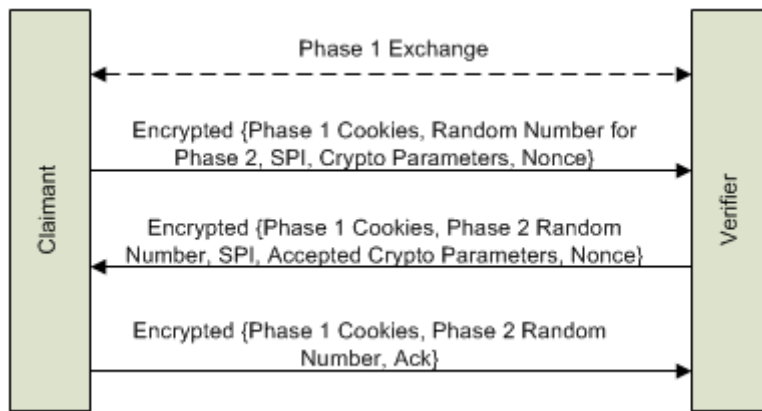 Phase 1 Exchange
Encrypted {Phase 1 Cookies, Random Number for
Phase 2, SPI, Crypto Parameters, Nonce}
Claimant
Verifier
Encrypted {Phase 1 Cookies, Phase 2 Random
Number, SPI, Accepted Crypto Parameters, Nonce}
Encrypted {Phase 1 Cookies, Phase 2 Random
Number, Ack}